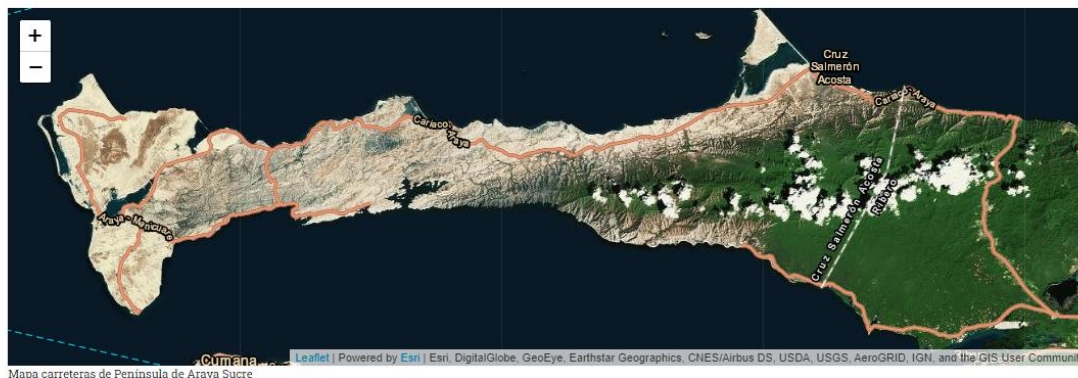 +
−
Cruz
Salmerón
Acosta
Cariaco-Araya
Cariaco-Araya
Cruz Salmerón Acosta
Ribero
Araya - Manicuare
Cumana
Leaflet | Powered by Esri | Esri, DigitalGlobe, GeoEye, Earthstar Geographics, CNES/Airbus DS, USDA, USGS, AeroGRID, IGN, and the GIS User Communit
Mapa carreteras de Península de Araya Sucre